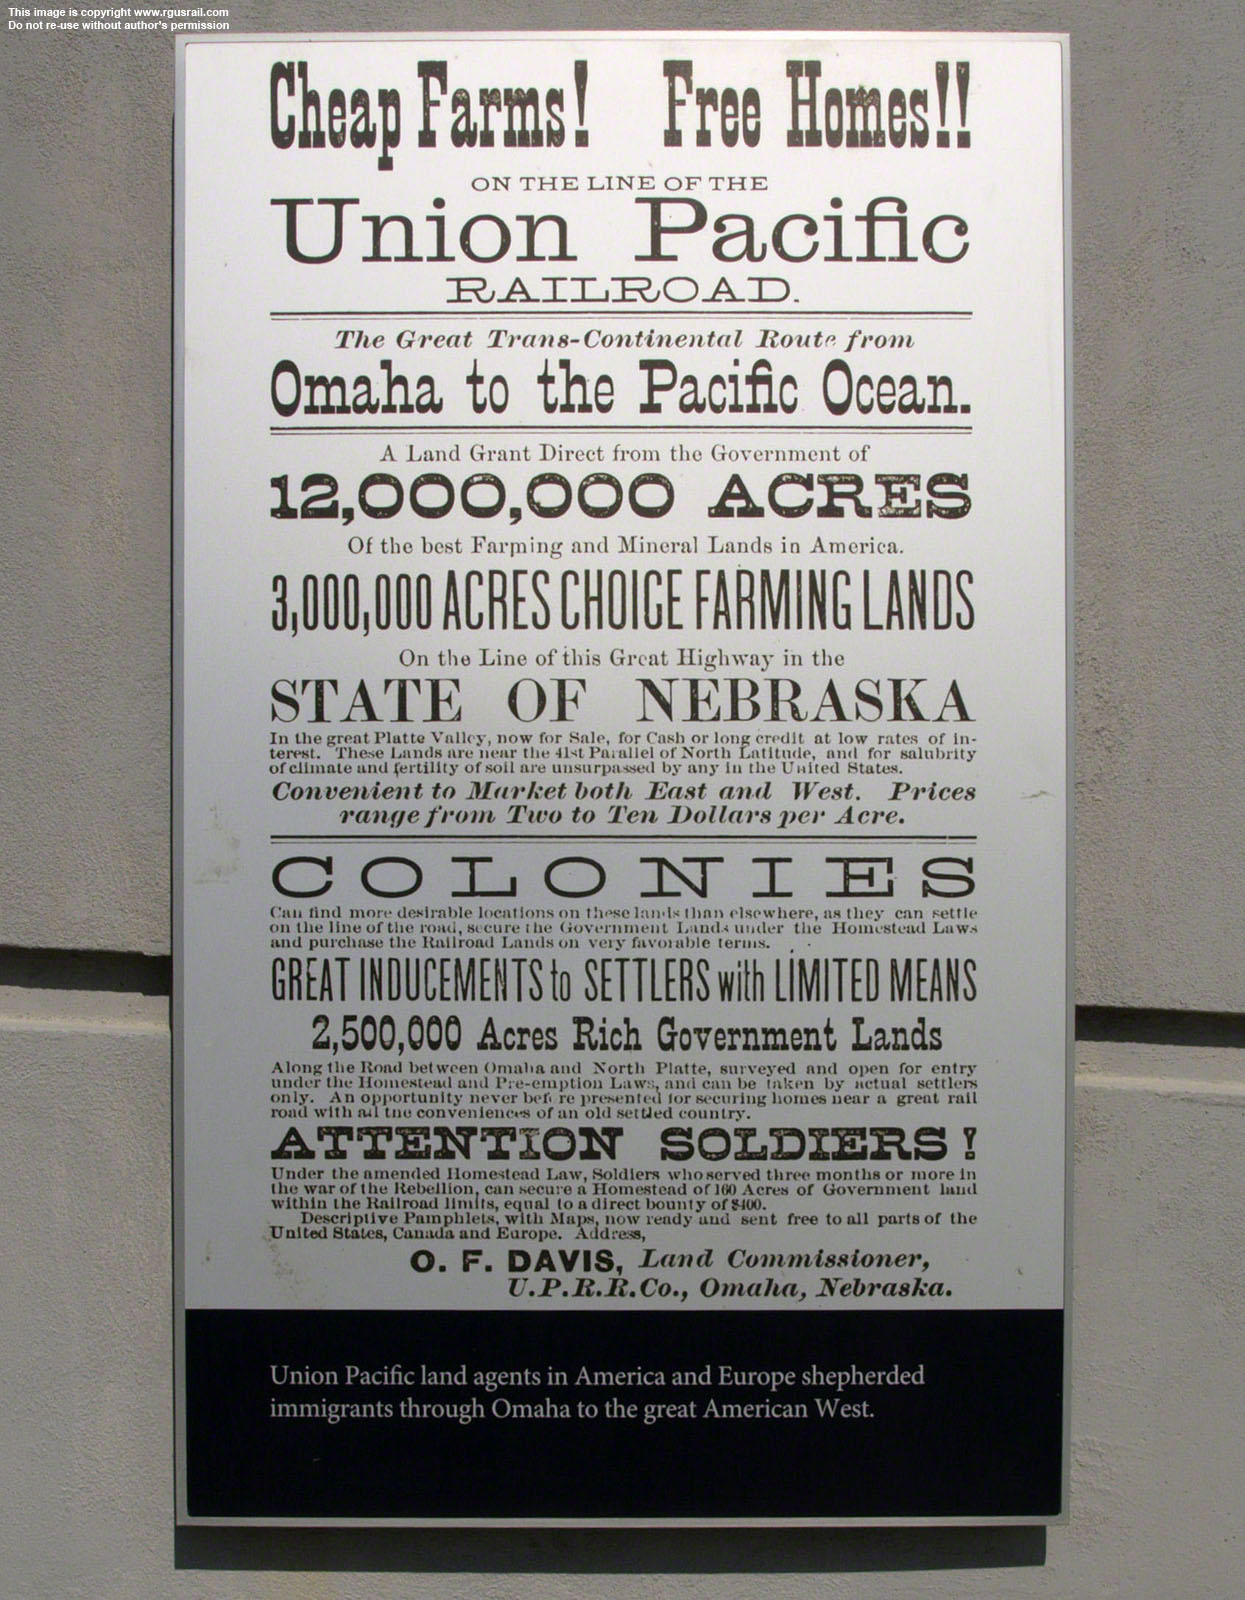 This image is copyright www.rgusrail.com
Do not re-use without author's permission
Cheap Farms! Free Homes!!
ON THE LINE OF THE
Union Pacific
RAILROAD.
The Great Trans-Continental Route from
Omaha to the Pacific Ocean.
A Land Grant Direct from the Government of
12,000,000 ACRES
Of the best Farming and Mineral Lands in America.
3,000,000 ACRES CHOICE FARMING LANDS
On the Line of this Great Highway in the
STATE OF NEBRASKA
In the great Platte Valley, now for Sale, for Cash or long credit at low rates of in-
terest. These Lands are near the 41st Parallel of North Latitude, and for salubrity
of climate and fertility of soil are unsurpassed by any in the United States.
Convenient to Market both East and West. Prices
range from Two to Ten Dollars per Acre.
COLONIES
Can find more desirable locations on these lands than elsewhere, as they can settle
on the line of the road, secure the Government Lands under the Homestead Laws
and purchase the Railroad Lands on very favorable terms.
GREAT INDUCEMENTS to SETTLERS with LIMITED MEANS
2,500,000 Acres Rich Government Lands
Along the Road between Omaha and North Platte, surveyed and open for entry
under the Homestead and Pre-emption Laws, and can be taken by actual settlers
only. An opportunity never before presented for securing homes near a great rail
road with all the conveniences of an old settled country.
ATTENTION SOLDIERS!
Under the amended Homestead Law, Soldiers who served three months or more in
the war of the Rebellion, can secure a Homestead of 160 Acres of Government land
within the Railroad limits, equal to a direct bounty of $400.
Descriptive Pamphlets, with Maps, now ready and sent free to all parts of the
United States, Canada and Europe. Address,
O. F. DAVIS, Land Commissioner,
U.P.R.R.Co., Omaha, Nebraska.
Union Pacific land agents in America and Europe shepherded
immigrants through Omaha to the great American West.